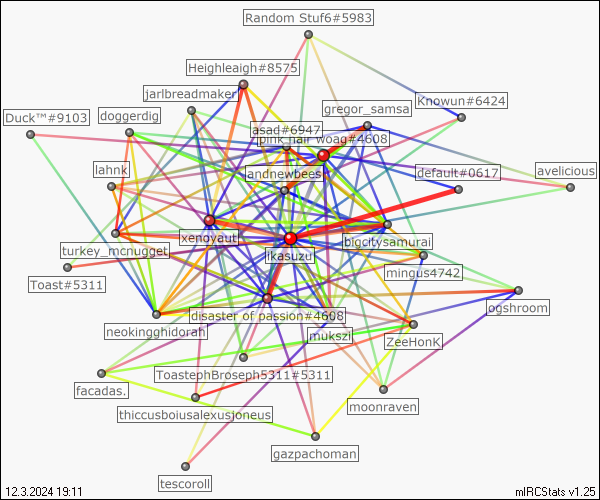 Random Stuf6#5983
Heighleaigh#8575
jarlbreadmaker
Knowun#6424
gregor_samsa
Duck™#9103
doggerdig
asad#6947
woag#4608
lahnk
andnewbees
default#0617
avelicious
xenoyaut
bigcitysamurai
turkey_mcnugget
ikasuzu
mingus4742
Toast#5311
disaster of passion#4608
ogshroom
neokingghidorah
mukszi
ZeeHonK
ToastephBroseph5311#5311
facadas.
moonraven
thiccusboiusalexusjoneus
gazpachoman
tescoroll
12.3.2024 19:11
mIRCStats v1.25